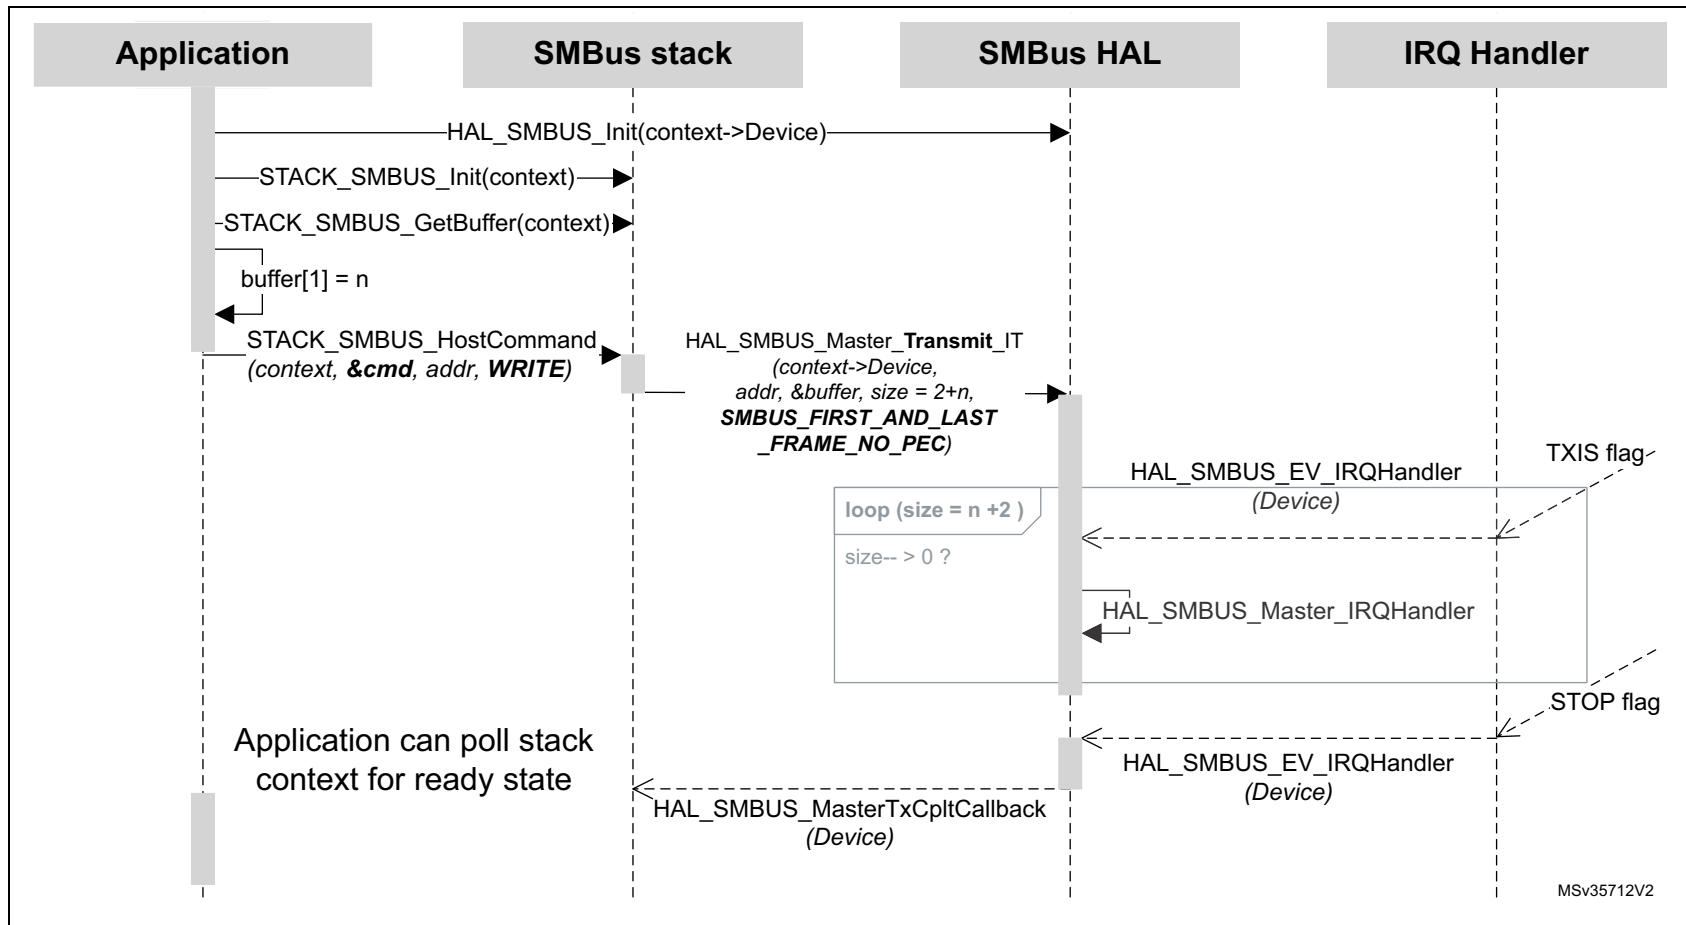 Application
SMBus stack
SMBus HAL
IRQ Handler
HAL_SMBUS_Init(context->Device)
STACK_SMBUS_Init(context)
STACK_SMBUS_GetBuffer(context)
buffer[1] = n
STACK_SMBUS_HostCommand
(context, &cmd, addr, WRITE)
HAL_SMBUS_Master_Transmit_IT
(context->Device,
addr, &buffer, size = 2+n,
SMBUS_FIRST_AND_LAST
_FRAME_NO_PEC)
TXIS flag
HAL_SMBUS_EV_IRQHandler
(Device)
loop (size = n +2 )
size-- > 0 ?
HAL_SMBUS_Master_IRQHandler
STOP flag
HAL_SMBUS_EV_IRQHandler
(Device)
Application can poll stack
context for ready state
HAL_SMBUS_MasterTxCpltCallback
(Device)
MSv35712V2